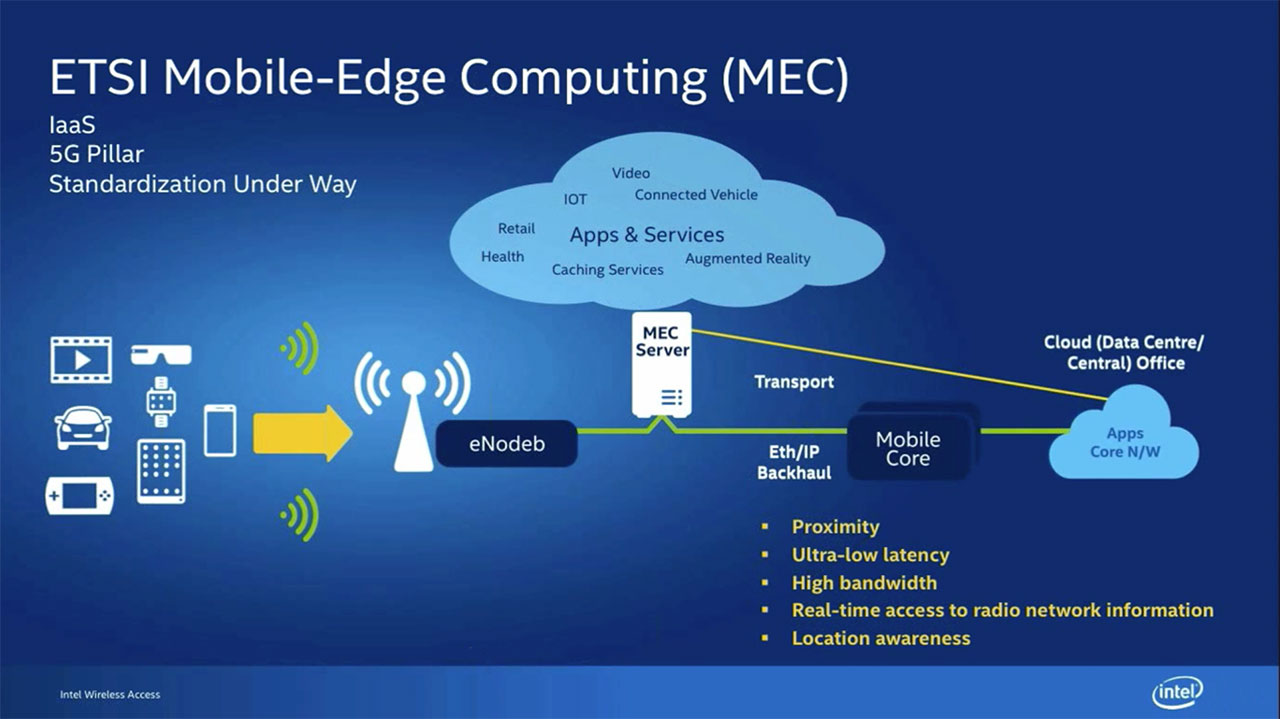 ETSI Mobile-Edge Computing (MEC)
IaaS
5G Pillar
Standardization Under Way
Video
IOT
Connected Vehicle
Retail
Apps & Services
Health
Caching Services
Augmented Reality
MEC
Server
Cloud (Data Centre/
Central) Office
Transport
eNodeb
Eth/IP
Backhaul
Mobile
Core
Apps
Core N/W
▪ Proximity
▪ Ultra-low latency
▪ High bandwidth
▪ Real-time access to radio network information
▪ Location awareness
Intel Wireless Access
intel